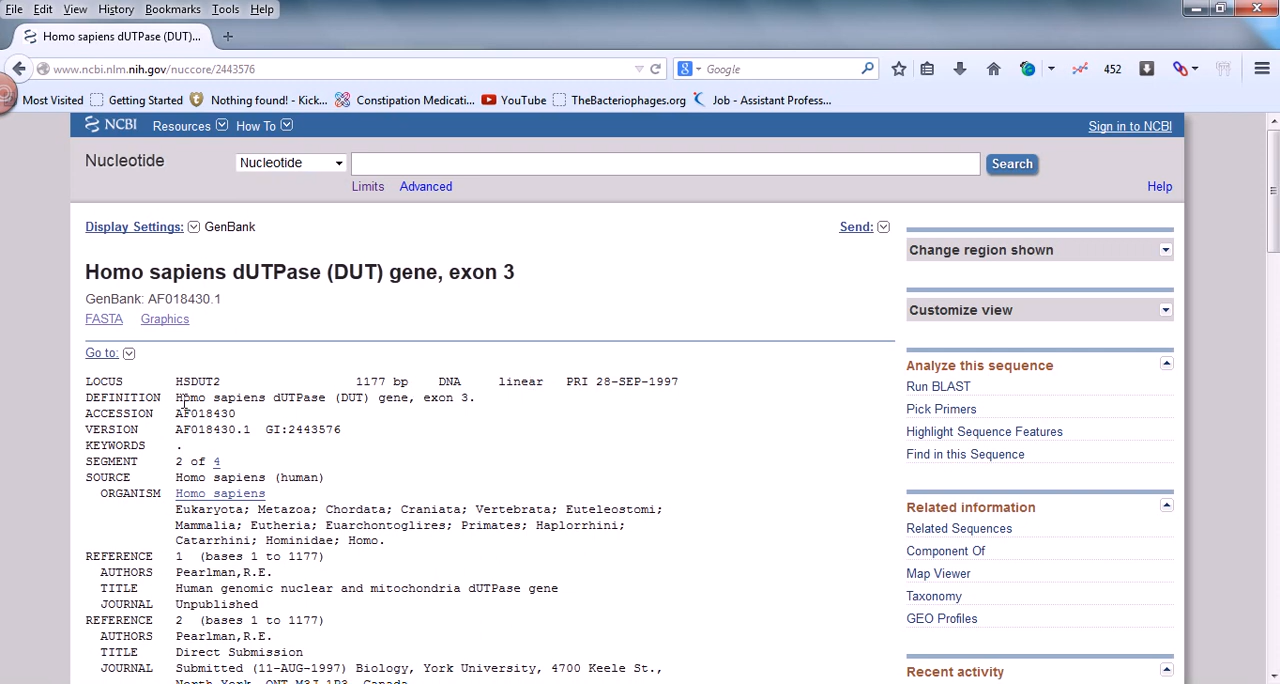 File Edit View History Bookmarks Tools Help
Homo sapiens dUTPase (DUT)...
www.ncbi.nlm.nih.gov/nuccore/2443576 Google 452
Most Visited Getting Started Nothing found! - Kick... Constipation Medicati... YouTube TheBacteriophages.org Job - Assistant Profess...
NCBI Resources How To Sign in to NCBI
Nucleotide Nucleotide Search
Limits Advanced Help
Display Settings: GenBank Send:
Change region shown
Homo sapiens dUTPase (DUT) gene, exon 3
GenBank: AF018430.1
Customize view
FASTA Graphics
Go to:
Analyze this sequence
LOCUS HSDUT2 1177 bp DNA linear PRI 28-SEP-1997
Run BLAST
DEFINITION Homo sapiens dUTPase (DUT) gene, exon 3.
Pick Primers
ACCESSION AF018430
VERSION AF018430.1 GI:2443576
Highlight Sequence Features
KEYWORDS .
Find in this Sequence
SEGMENT 2 of 4
SOURCE Homo sapiens (human)
ORGANISM Homo sapiens
Related information
Eukaryota; Metazoa; Chordata; Craniata; Vertebrata; Euteleostomi;
Related Sequences
Mammalia; Eutheria; Euarchontoglires; Primates; Haplorrhini;
Catarrhini; Hominidae; Homo.
Component Of
REFERENCE 1 (bases 1 to 1177)
AUTHORS Pearlman,R.E.
Map Viewer
TITLE Human genomic nuclear and mitochondria dUTPase gene
Taxonomy
JOURNAL Unpublished
GEO Profiles
REFERENCE 2 (bases 1 to 1177)
AUTHORS Pearlman,R.E.
TITLE Direct Submission
JOURNAL Submitted (11-AUG-1997) Biology, York University, 4700 Keele St.,
Recent activity
North York, ONT M3J 1P3, Canada